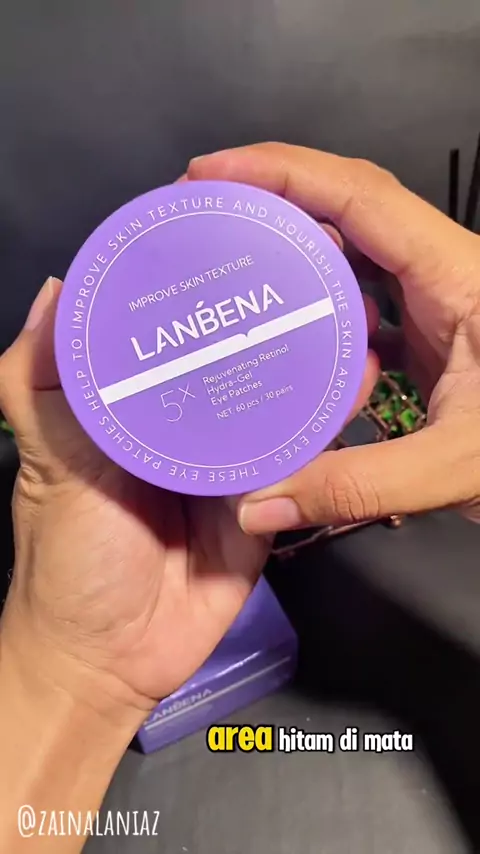 THESE EYE PATCHES HELP TO IMPROVE SKIN TEXTURE AND NOURISH THE SKIN AROUND EYES.
IMPROVE SKIN TEXTURE
LANBENA
5X
Rejuvenating Retinol
Hydra-Gel
Eye Patches
NET: 60 pcs / 30 pairs
LANBENA
area hitam di mata
@ZAINALANIAZ